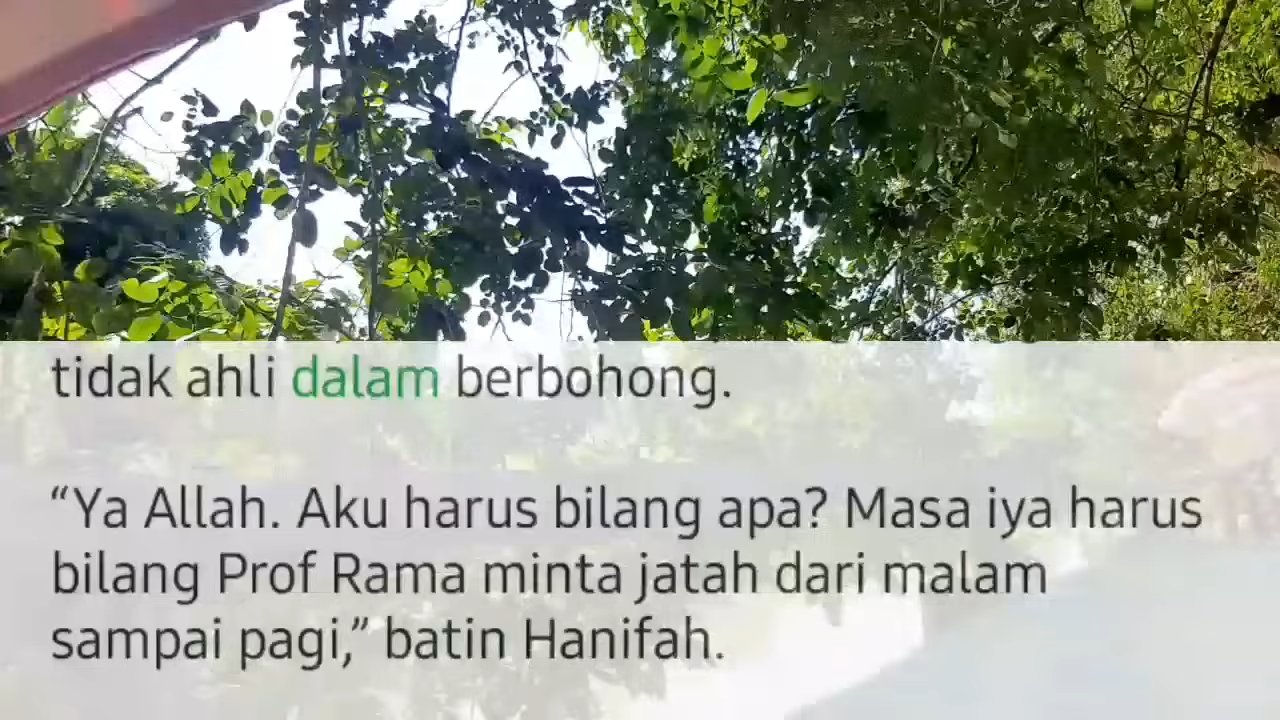 tidak ahli dalam berbohong.
“Ya Allah. Aku harus bilang apa? Masa iya harus
bilang Prof Rama minta jatah dari malam
sampai pagi,” batin Hanifah.